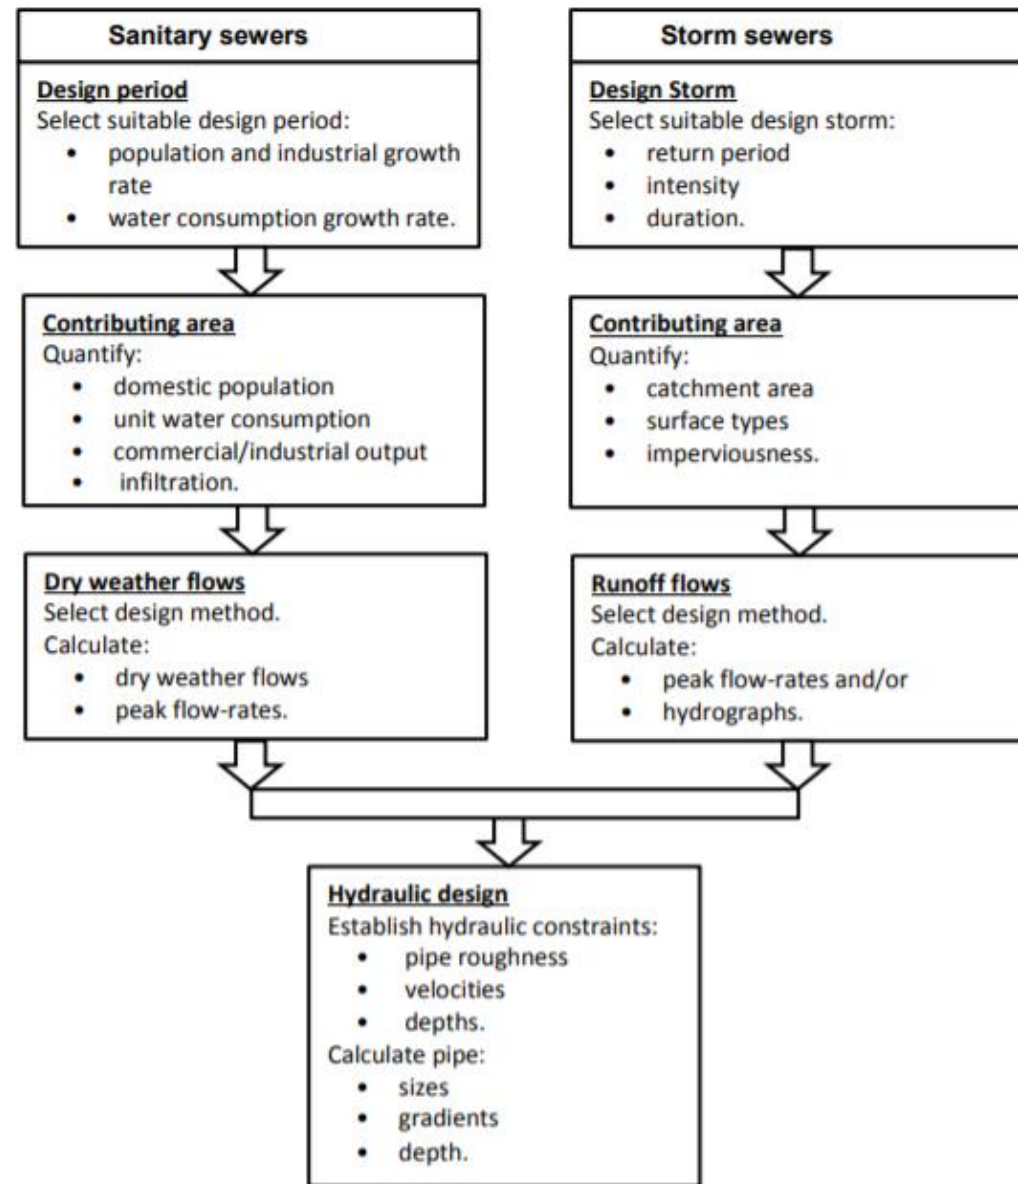 Sanitary sewers
Design period
Select suitable design period:
• population and industrial growth
rate
• water consumption growth rate.
Contributing area
Quantify:
• domestic population
• unit water consumption
• commercial/industrial output
• infiltration.
Dry weather flows
Select design method.
Calculate:
• dry weather flows
• peak flow-rates.
Storm sewers
Design Storm
Select suitable design storm:
• return period
• intensity
• duration.
Contributing area
Quantify:
• catchment area
• surface types
• imperviousness.
Runoff flows
Select design method.
Calculate:
• peak flow-rates and/or
• hydrographs.
Hydraulic design
Establish hydraulic constraints:
• pipe roughness
• velocities
• depths.
Calculate pipe:
• sizes
• gradients
• depth.